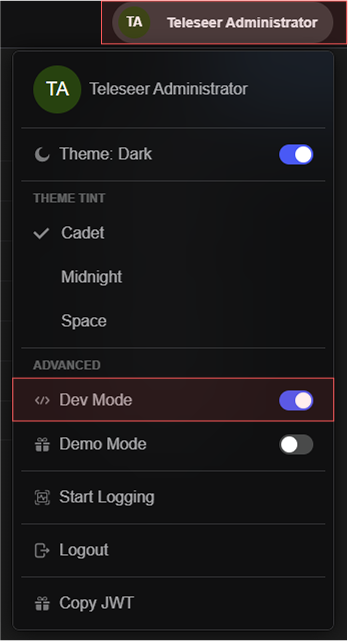 TA Teleseer Administrator
TA Teleseer Administrator
Theme: Dark
THEME TINT
Cadet
Midnight
Space
ADVANCED
Dev Mode
Demo Mode
Start Logging
Logout
Copy JWT